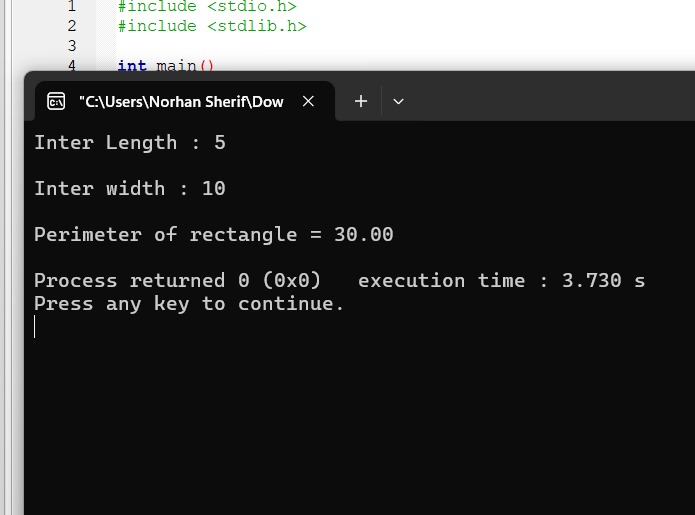 1 #include <stdio.h>
2 #include <stdlib.h>
3
4 int main()
"C:\Users\Norhan Sherif\Dow
Inter Length : 5
Inter width : 10
Perimeter of rectangle = 30.00
Process returned 0 (0x0)   execution time : 3.730 s
Press any key to continue.